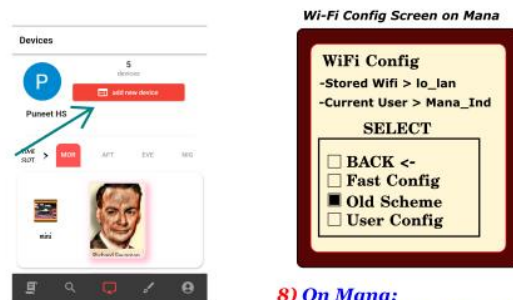 Devices
5
devices
add new device
P
Puneet HS
TIME
SLOT
>
MOR
AFT
EVE
NIG
mini
Wi-Fi Config Screen on Mana
WiFi Config
-Stored Wifi > lo_lan
-Current User > Mana_Ind
SELECT
BACK <-
Fast Config
Old Scheme
User Config
8) On Mana: